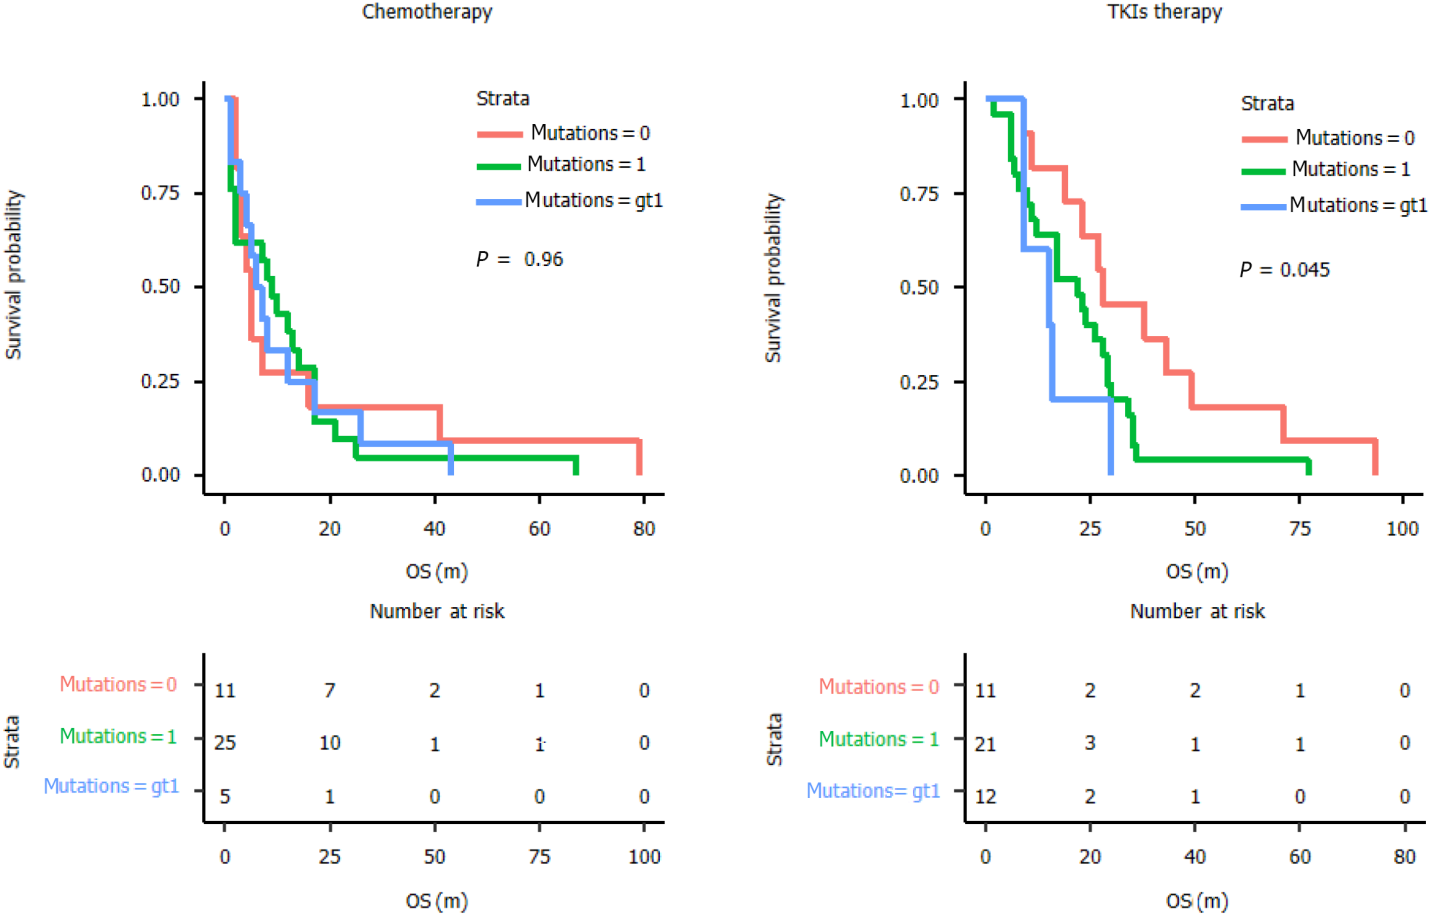 Chemotherapy
Survival probability
1.00
0.75
0.50
0.25
0.00
Strata
Mutations = 0
Mutations = 1
Mutations = gt1
P = 0.96
0 20 40 60 80
OS (m)
Number at risk
Strata
Mutations = 0 11 7 2 1 0
Mutations = 1 25 10 1 1 0
Mutations = gt1 5 1 0 0 0
0 25 50 75 100
OS (m)
TKIs therapy
Survival probability
1.00
0.75
0.50
0.25
0.00
Strata
Mutations = 0
Mutations = 1
Mutations = gt1
P = 0.045
0 25 50 75 100
OS (m)
Number at risk
Strata
Mutations = 0 11 2 2 1 0
Mutations = 1 21 3 1 1 0
Mutations= gt1 12 2 1 0 0
0 20 40 60 80
OS (m)